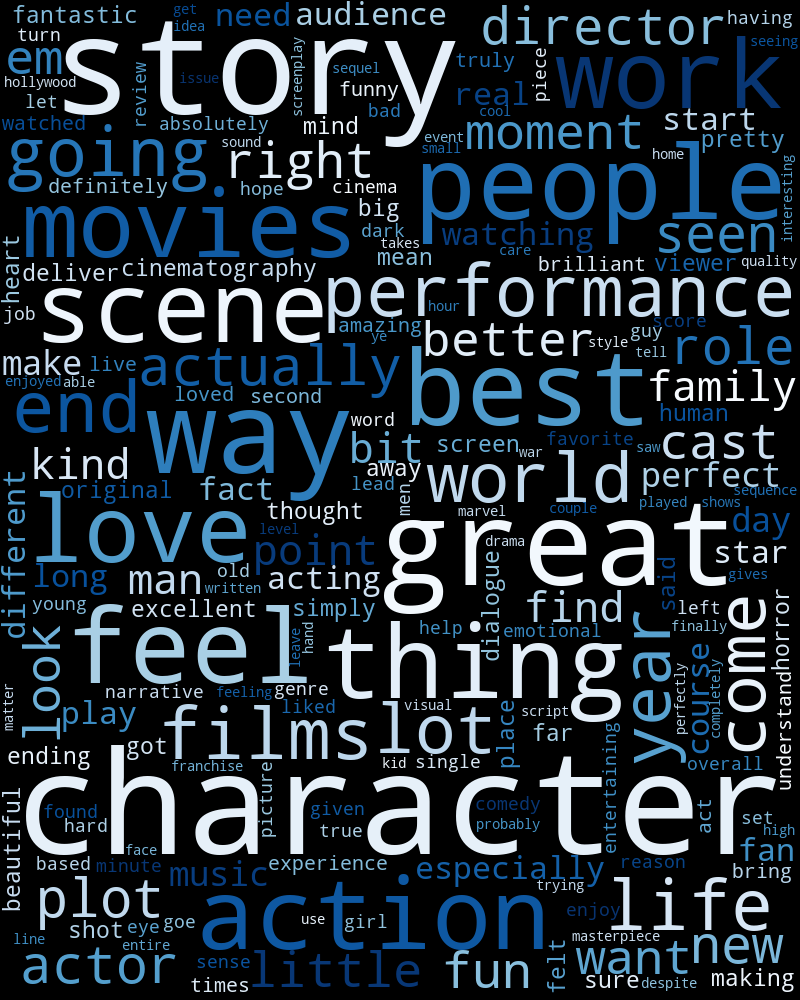 fantastic
get
need
audience
director
having
turn
idea
story
em
work
seeing
hollywood
review
issue
screenplay
sequel
funny
truly
piece
let
bad
real
cool
watched
absolutely
mind
moment
start
going
sound
right
event
small
pretty
home
people
interesting
definitely
hope
cinema
movies
big
dark
watching
seen
takes
care
heart
deliver
cinematography
mean
brilliant
viewer
quality
job
scene
performance
hour
amazing
ye
better
style
guy
tell
score
role
make
live
actually
best
family
enjoyed
able
loved
second
end
way
word
human
bit
screen
war
favorite
saw
cast
kind
away
original
fact
lead
men
world
perfect
sequence
different
love
thought
marvel
couple
played
shows
day
level
point
great
drama
star
long
man
old
written
acting
dialogue
gives
said
young
excellent
simply
find
left
feel
leave
hand
help
emotional
finally
look
thing
year
come
horror
matter
narrative
feeling
genre
liked
visual
script
place
perfectly
course
completely
understand
play
films
lot
far
ending
got
franchise
kid
single
overall
character
picture
entertaining
beautiful
found
hard
given
true
comedy
probably
act
set
high
face
fan
based
minute
experience
especially
reason
bring
music
trying
plot
action
life
shot
eye
goe
use
girl
enjoy
line
entire
masterpiece
actor
sense
little
fun
felt
want
new
times
sure
despite
making